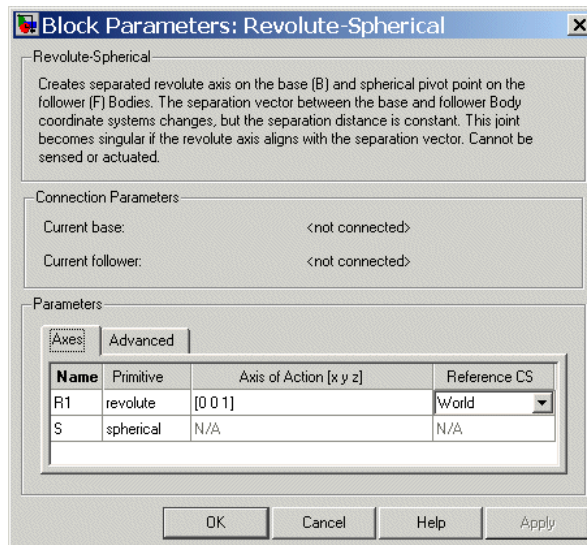 Block Parameters: Revolute-Spherical
Revolute-Spherical
Creates separated revolute axis on the base (B) and spherical pivot point on the
follower (F) Bodies. The separation vector between the base and follower Body
coordinate systems changes, but the separation distance is constant. This joint
becomes singular if the revolute axis aligns with the separation vector. Cannot be
sensed or actuated.
Connection Parameters
Current base: <not connected>
Current follower: <not connected>
Parameters
Axes Advanced
Name Primitive Axis of Action [x y z] Reference CS
R1 revolute [0 0 1] World
S spherical N/A N/A
OK Cancel Help Apply